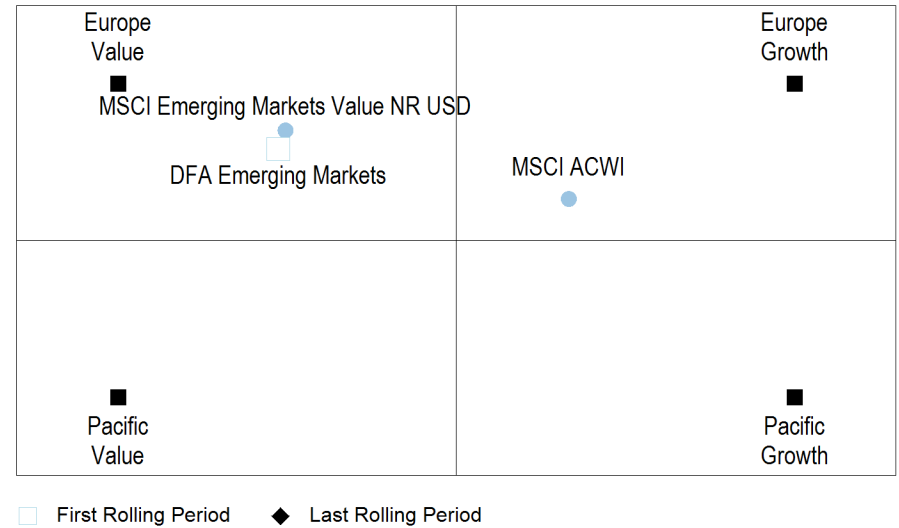 Europe
Value
Europe
Growth
MSCI Emerging Markets Value NR USD
DFA Emerging Markets
MSCI ACWI
Pacific
Value
Pacific
Growth
First Rolling Period
Last Rolling Period